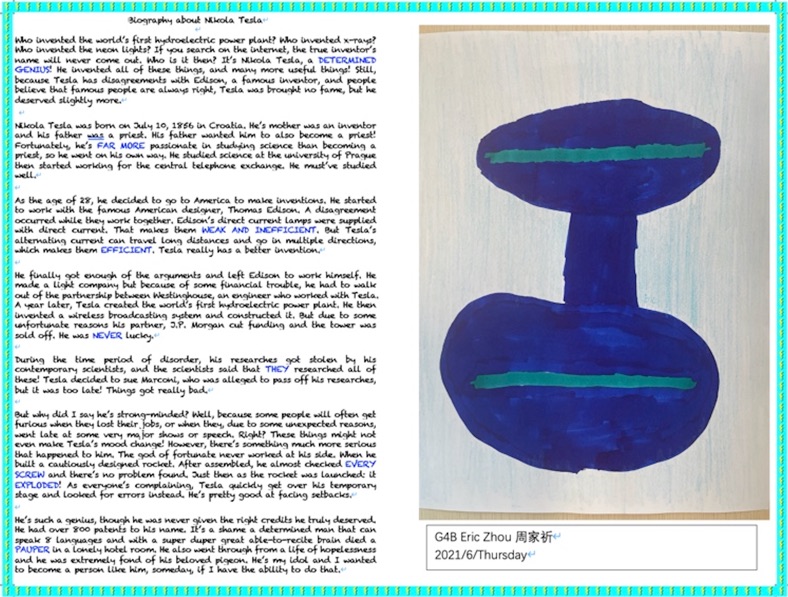 Biography about Nikola Tesla
Who invented the world's first hydroelectric power plant? Who invented x-rays?
Who invented the neon lights? If you search on the internet, the true inventor's
name will never come out. Who is it then? It's Nikola Tesla, a DETERMINED
GENIUS! He invented all of these things, and many more useful things! Still,
because Tesla has disagreements with Edison, a famous inventor, and people
believe that famous people are always right, Tesla was brought no fame, but he
deserved slightly more.
Nikola Tesla was born on July 10, 1856 in Croatia. He's mother was an inventor
and his father was a priest. His father wanted him to also become a priest!
Fortunately, he's FAR MORE passionate in studying science than becoming a
priest, so he went on his own way. He studied science at the university of Prague
then started working for the central telephone exchange. He must've studied
well.
As the age of 28, he decided to go to America to make inventions. He started
to work with the famous American designer, Thomas Edison. A disagreement
occurred while they work together. Edison's direct current lamps were supplied
with direct current. That makes them WEAK AND INEFFICIENT. But Tesla's
alternating current can travel long distances and go in multiple directions,
which makes them EFFICIENT. Tesla really has a better invention.
He finally got enough of the arguments and left Edison to work himself. He
made a light company but because of some financial trouble, he had to walk
out of the partnership between Westinghouse, an engineer who worked with Tesla.
A year later, Tesla created the world's first hydroelectric power plant. He then
invented a wireless broadcasting system and constructed it. But due to some
unfortunate reasons his partner, J.P. Morgan cut funding and the tower was
sold off. He was NEVER lucky.
During the time period of disorder, his researches got stolen by his
contemporary scientists, and the scientists said that THEY researched all of
these! Tesla decided to sue Marconi, who was alleged to pass off his researches,
but it was too late! Things got really bad.
But why did I say he's strong-minded? Well, because some people will often get
furious when they lost their jobs, or when they, due to some unexpected reasons,
went late at some very major shows or speech. Right? These things might not
even make Tesla's mood change! However, there's something much more serious
that happened to him. The god of fortune never worked at his side. When he
built a cautiously designed rocket. After assembled, he almost checked EVERY
SCREW and there's no problem found. Just then as the rocket was launched: it
EXPLODED! As everyone's complaining, Tesla quickly get over his temporary
stage and looked for errors instead. He's pretty good at facing setbacks.
He's such a genius, though he was never given the right credits he truly deserved.
He had over 800 patents to his name. It's a shame a determined man that can
speak 8 languages and with a super duper great able-to-recite brain died a
PAUPER in a lonely hotel room. He also went through from a life of hopelessness
and he was extremely fond of his beloved pigeon. He's my idol and I wanted
to become a person like him, someday, if I have the ability to do that.
G4B Eric Zhou 周家祈
2021/6/Thursday